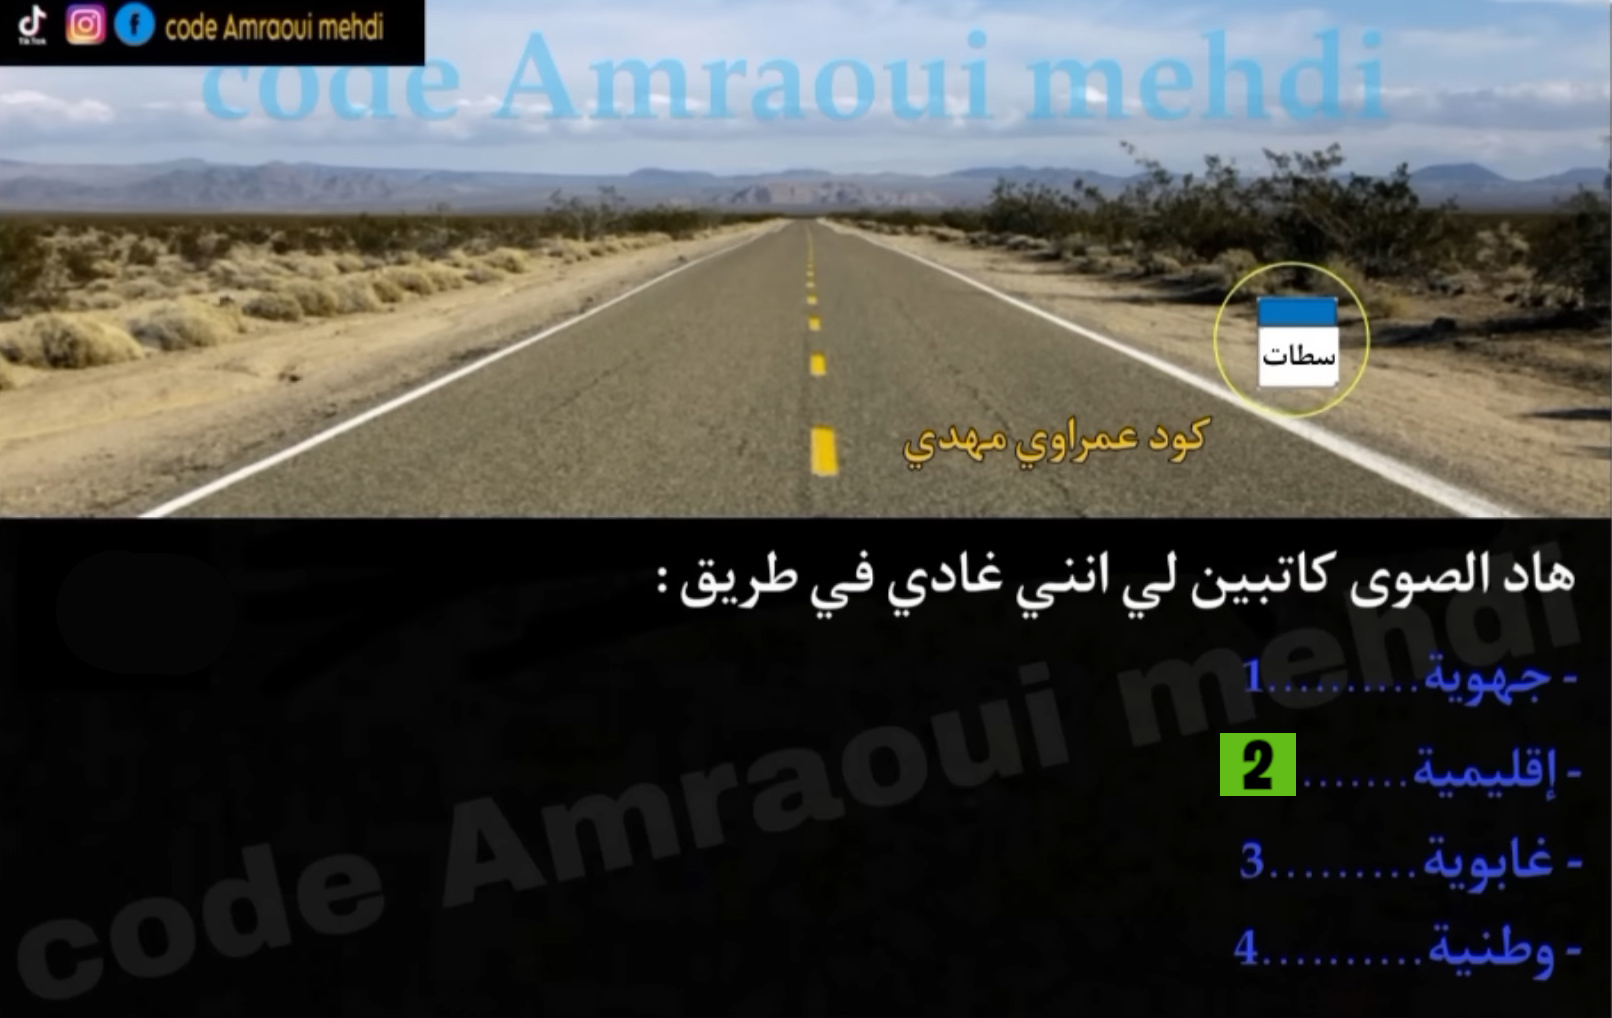 TikTok
code Amraoui mehdi
code Amraoui mehdi
سطات
كود عمراوي مهدي
هاد الصوى كاتبين لي انني غادي في طريق :
- جهوية..........1
- إقليمية....... 2
- غابوية.........3
- وطنية..........4
code Amraoui mehdi